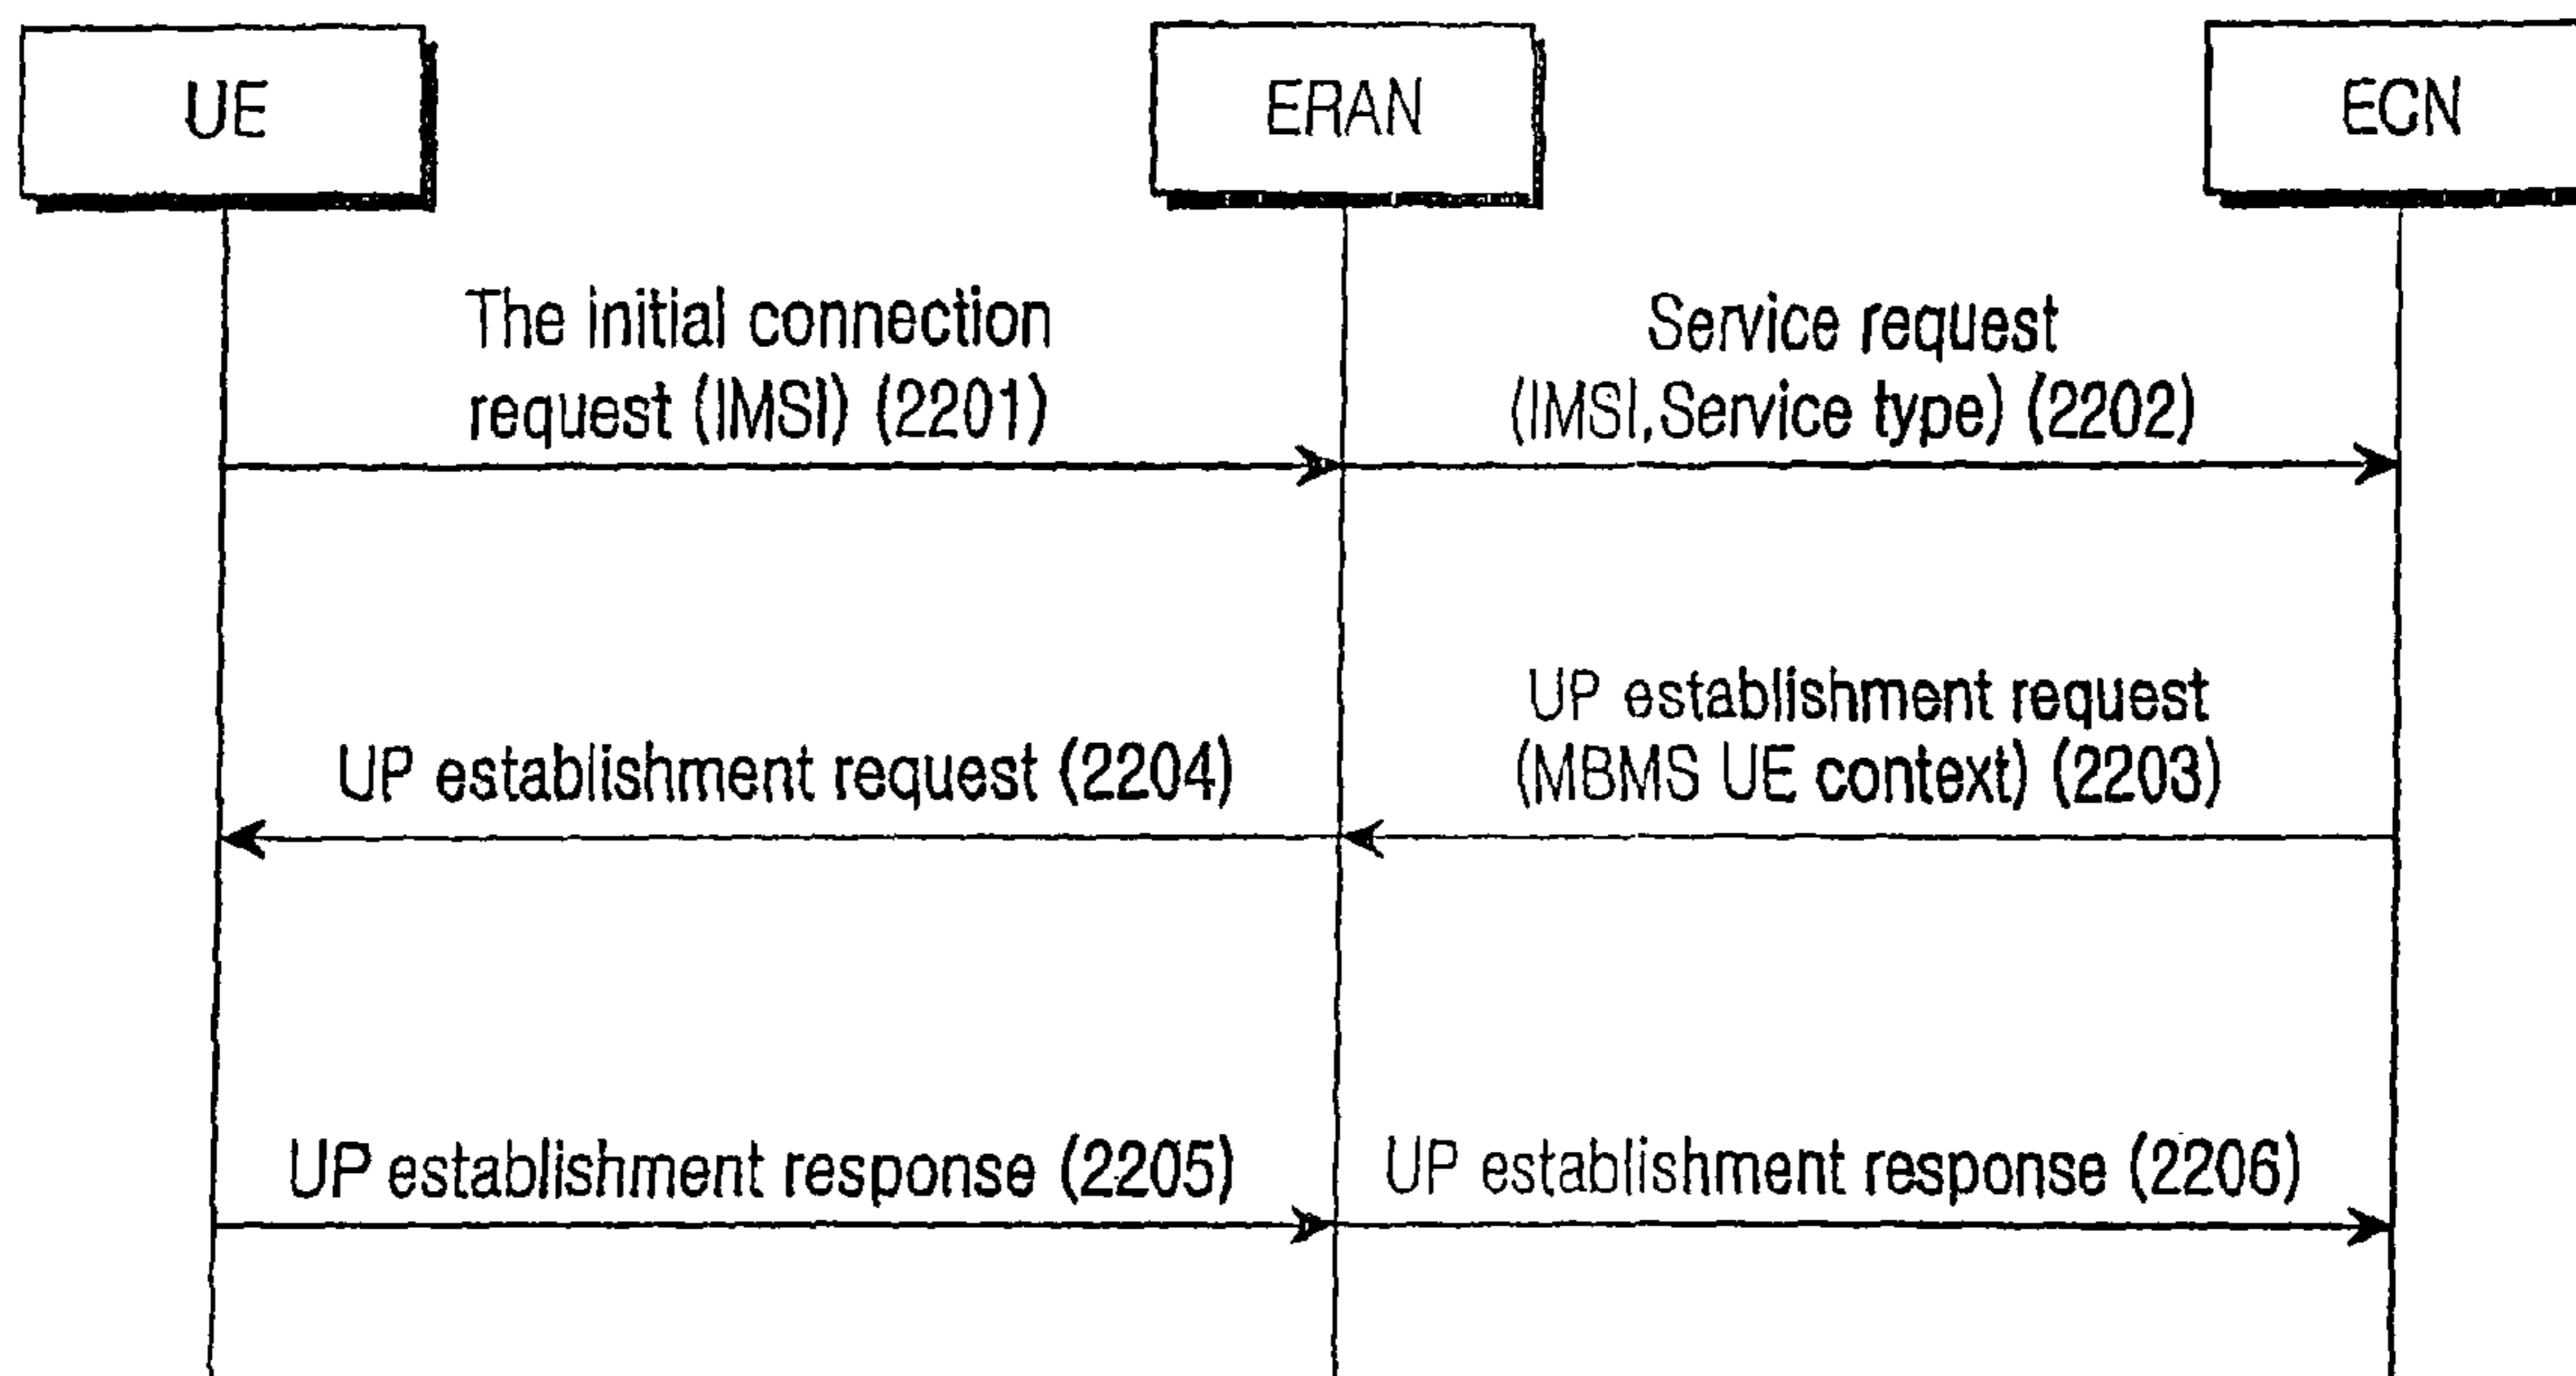 UE
ERAN
ECN
The initial connection
request (IMSI) (2201)
Service request
(IMSI,Service type) (2202)
UP establishment request
(MBMS UE context) (2203)
UP establishment request (2204)
UP establishment response (2205)
UP establishment response (2206)